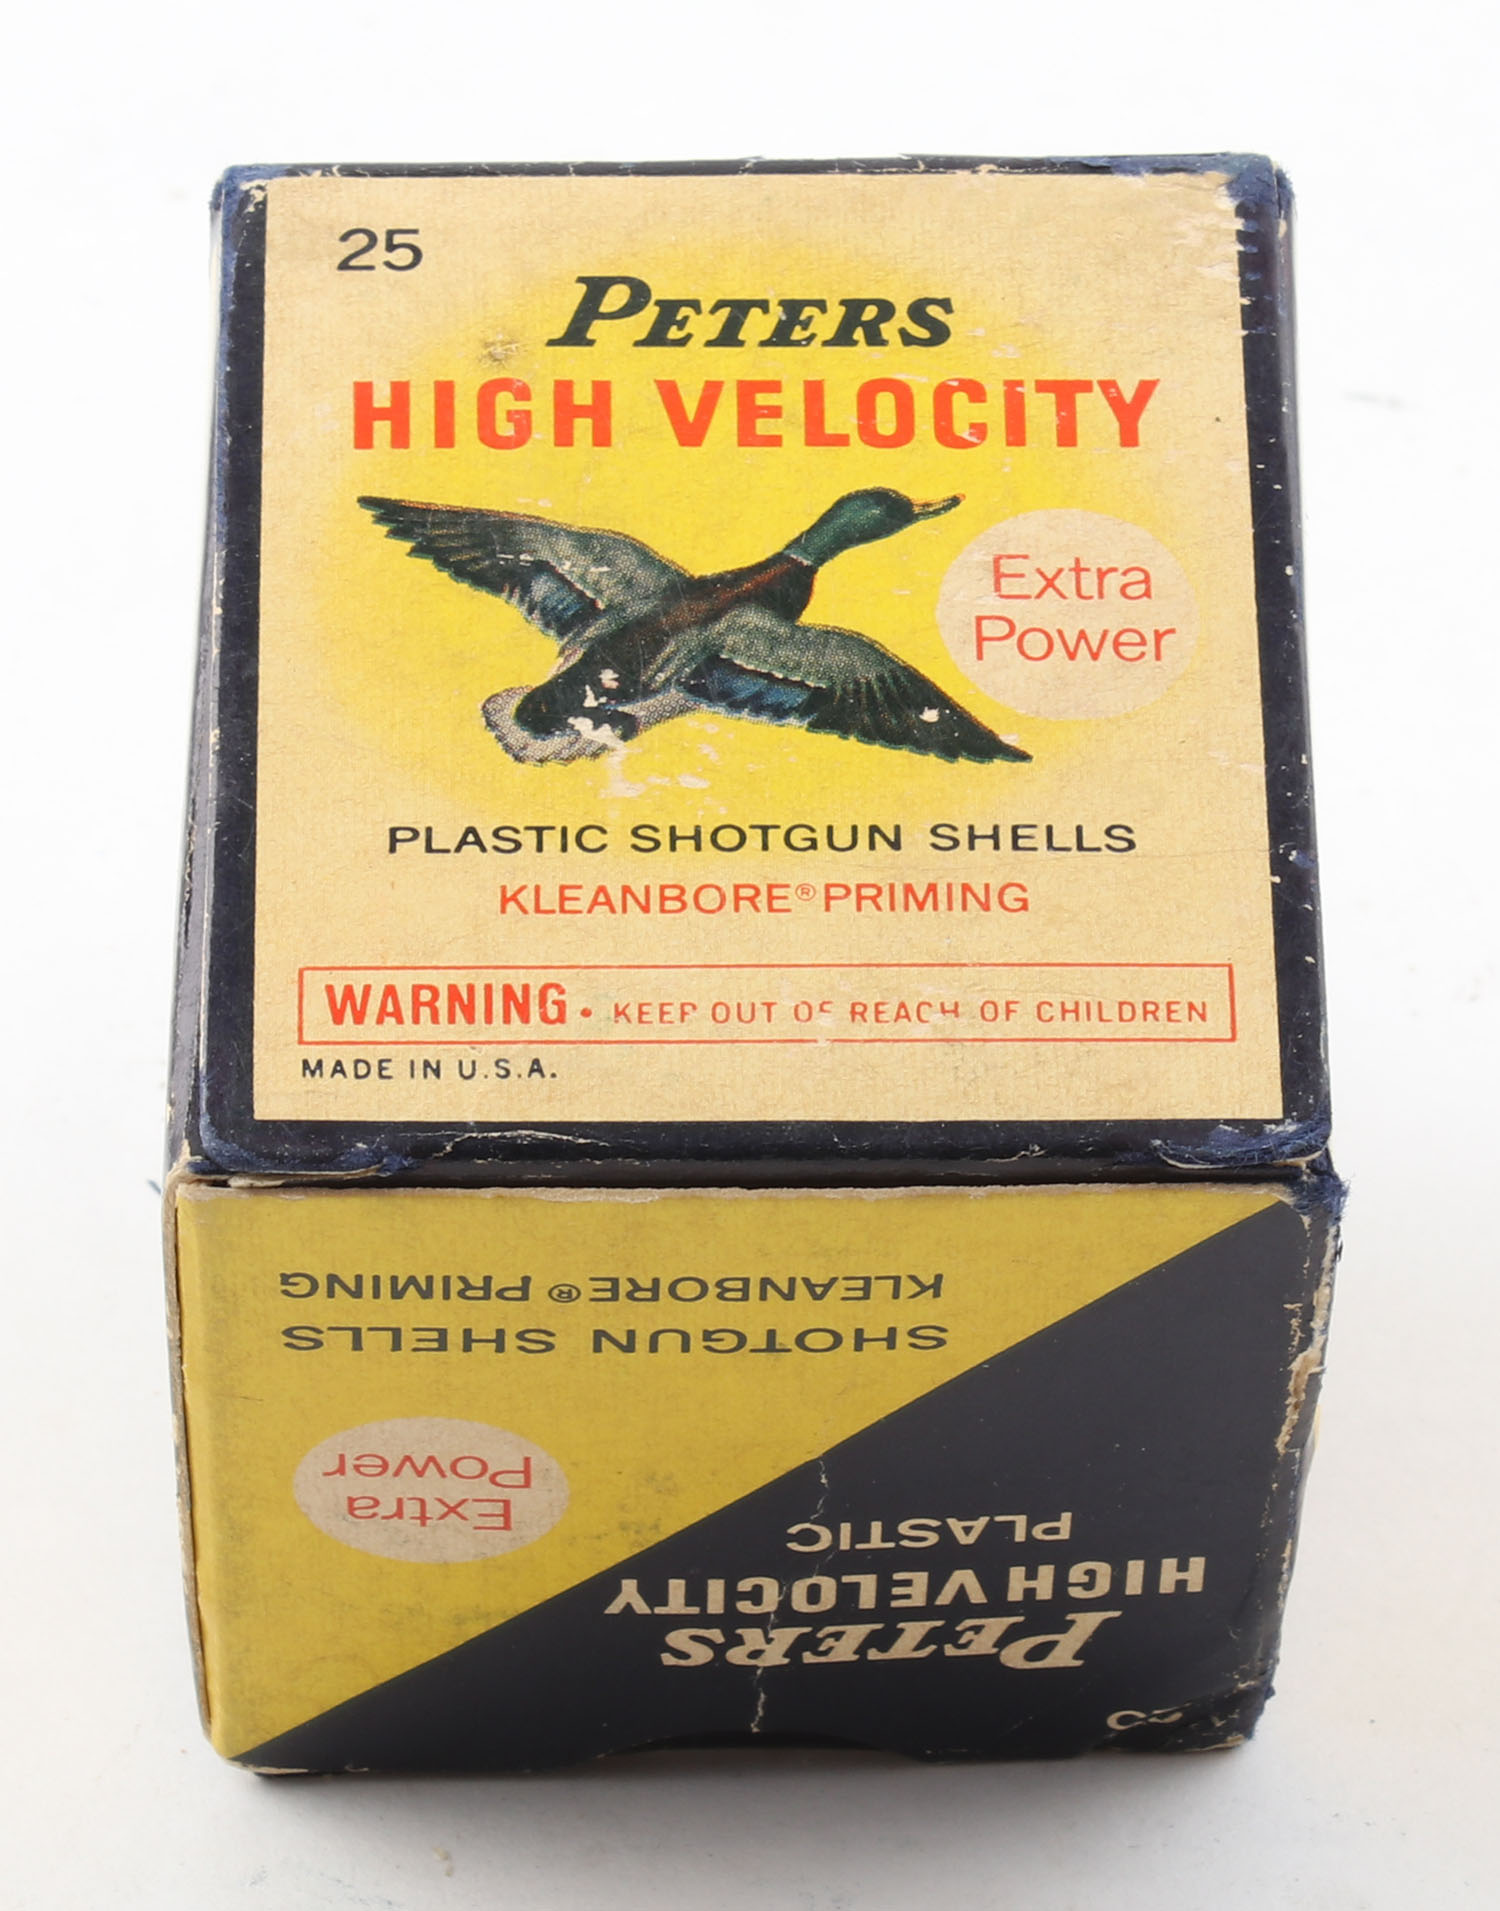 25
PETERS
HIGH VELOCITY
Extra
Power
PLASTIC SHOTGUN SHELLS
KLEANBORE® PRIMING
WARNING • KEEP OUT OF REACH OF CHILDREN
MADE IN U.S.A.
PETERS
HIGH VELOCITY
PLASTIC
Extra
Power
SHOTGUN SHELLS
KLEANBORE® PRIMING